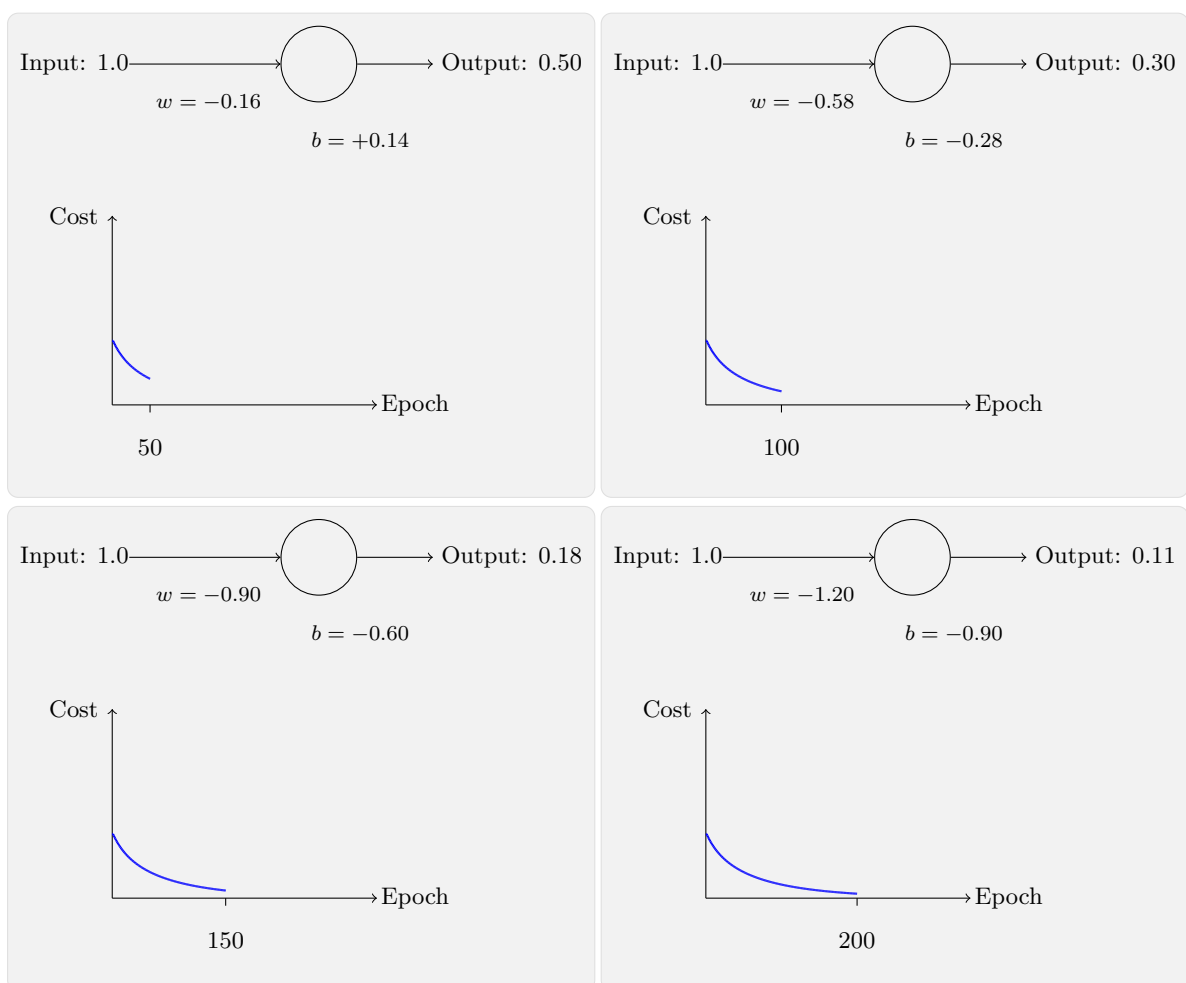 Input: 1.0 Output: 0.50
w = −0.16
b = +0.14
Cost
Epoch
50
Input: 1.0 Output: 0.30
w = −0.58
b = −0.28
Cost
Epoch
100
Input: 1.0 Output: 0.18
w = −0.90
b = −0.60
Cost
Epoch
150
Input: 1.0 Output: 0.11
w = −1.20
b = −0.90
Cost
Epoch
200